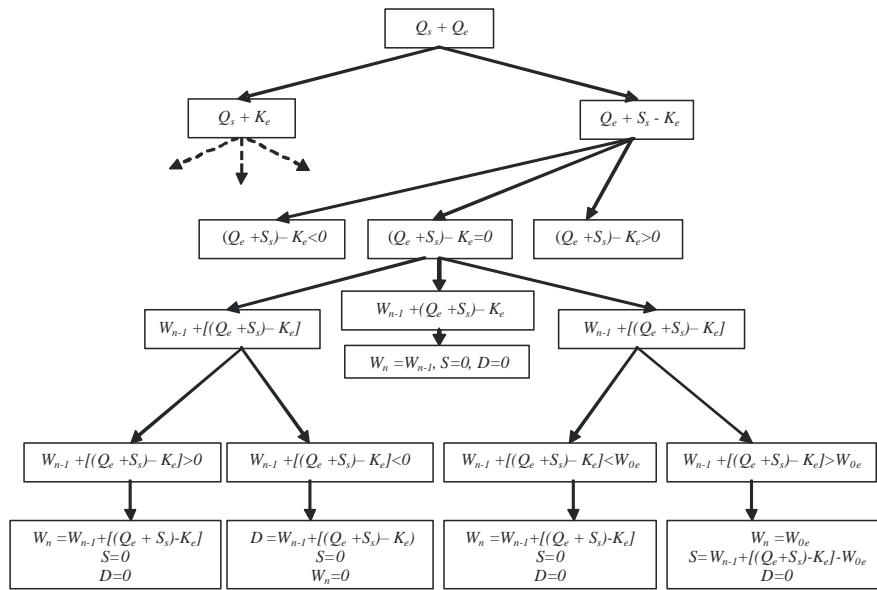 Qs + Qe
Qs + Ke
Qe + Ss - Ke
(Qe +Ss)– Ke<0
(Qe +Ss)– Ke=0
(Qe +Ss)– Ke>0
Wn-1 +[(Qe +Ss)– Ke]
Wn-1 +(Qe +Ss)– Ke
Wn-1 +[(Qe +Ss)– Ke]
Wn =Wn-1, S=0, D=0
Wn-1 +[(Qe +Ss)– Ke]>0
Wn-1 +[(Qe +Ss)– Ke]<0
Wn-1 +[(Qe +Ss)– Ke]<W0e
Wn-1 +[(Qe +Ss)– Ke]>W0e
Wn =Wn-1+[(Qe + Ss)-Ke]
S=0
D=0
D =Wn-1+[(Qe +Ss)– Ke)
S=0
Wn=0
Wn =Wn-1+[(Qe + Ss)-Ke]
S=0
D=0
Wn =W0e
S=Wn-1+[(Qe+Ss)-Ke]-W0e
D=0